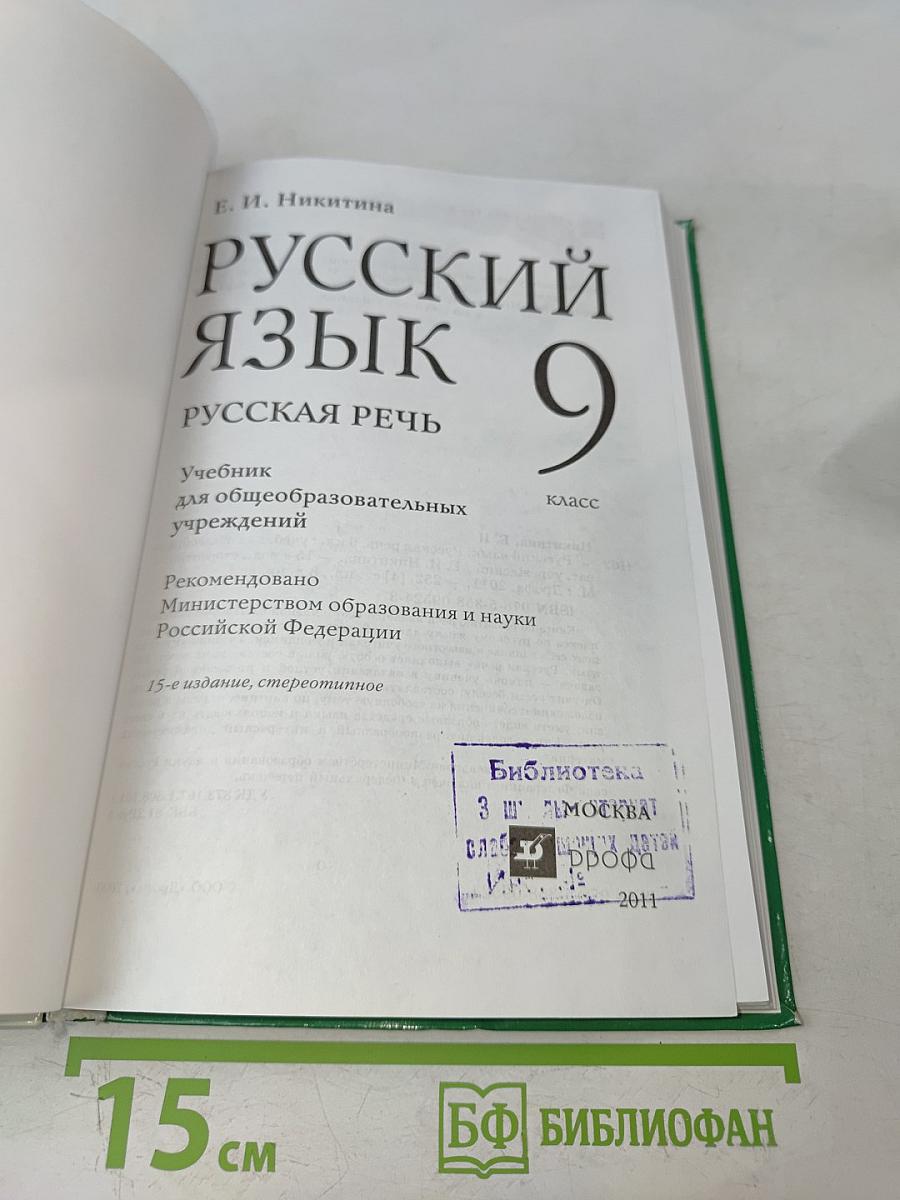 Е. И. Никитина
РУССКИЙ
ЯЗЫК
9
РУССКАЯ РЕЧЬ
класс
Учебник
для общеобразовательных
учреждений
Рекомендовано
Министерством образования и науки
Российской Федерации
15-е издание, стереотипное
Библиотека
МОСКВА
дрофа
2011
15 см
БФ БИБЛИОФАН